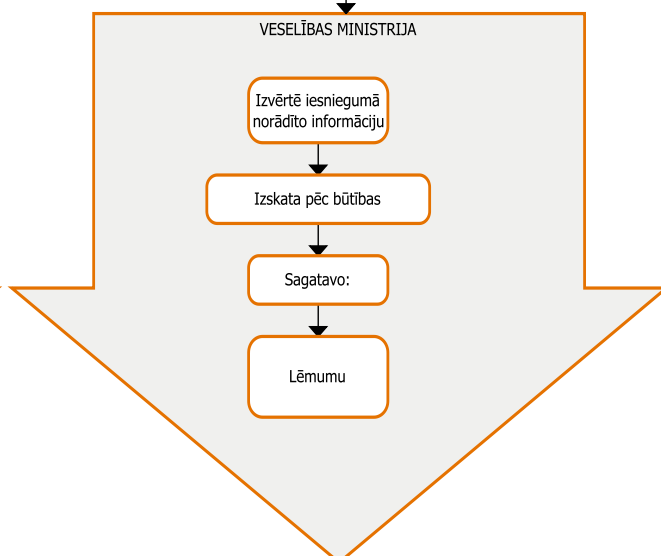 VESELĪBAS MINISTRIJA
Izvērtē iesniegumā
norādīto informāciju
Izskata pēc būtības
Sagatavo:
Lēmumu